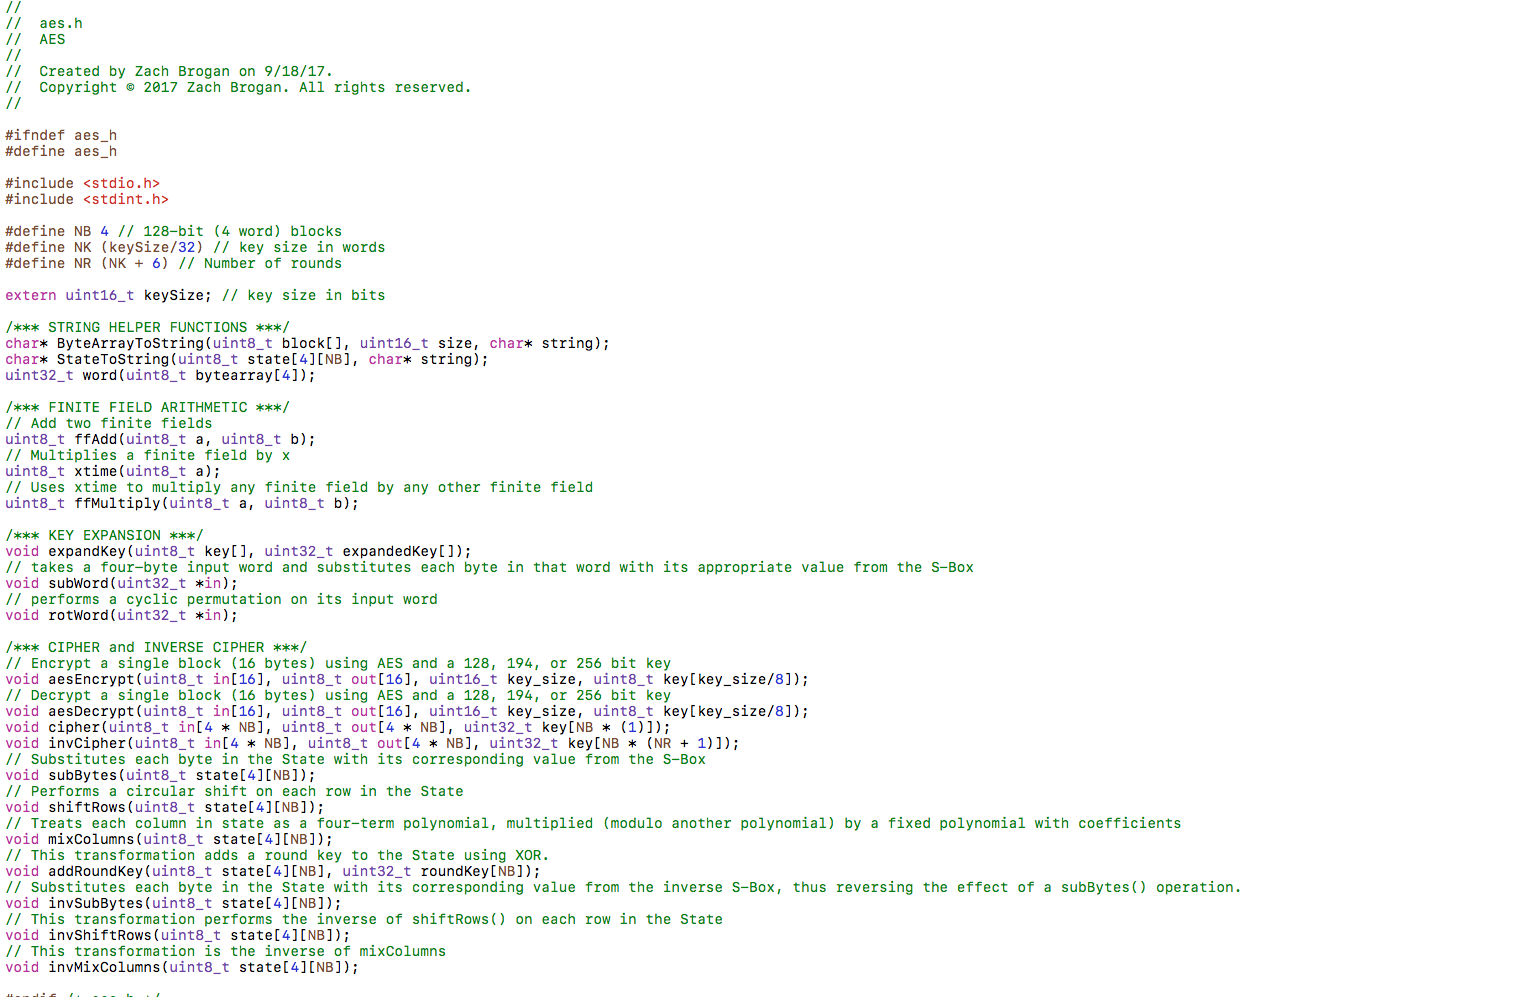 //
//  aes.h
//  AES
//
//  Created by Zach Brogan on 9/18/17.
//  Copyright © 2017 Zach Brogan. All rights reserved.
//
#ifndef aes_h
#define aes_h
#include <stdio.h>
#include <stdint.h>
#define NB 4 // 128-bit (4 word) blocks
#define NK (keySize/32) // key size in words
#define NR (NK + 6) // Number of rounds
extern uint16_t keySize; // key size in bits
/*** STRING HELPER FUNCTIONS ***/
char* ByteArrayToString(uint8_t block[], uint16_t size, char* string);
char* StateToString(uint8_t state[4][NB], char* string);
uint32_t word(uint8_t bytearray[4]);
/*** FINITE FIELD ARITHMETIC ***/
// Add two finite fields
uint8_t ffAdd(uint8_t a, uint8_t b);
// Multiplies a finite field by x
uint8_t xtime(uint8_t a);
// Uses xtime to multiply any finite field by any other finite field
uint8_t ffMultiply(uint8_t a, uint8_t b);
/*** KEY EXPANSION ***/
void expandKey(uint8_t key[], uint32_t expandedKey[]);
// takes a four-byte input word and substitutes each byte in that word with its appropriate value from the S-Box
void subWord(uint32_t *in);
// performs a cyclic permutation on its input word
void rotWord(uint32_t *in);
/*** CIPHER and INVERSE CIPHER ***/
// Encrypt a single block (16 bytes) using AES and a 128, 194, or 256 bit key
void aesEncrypt(uint8_t in[16], uint8_t out[16], uint16_t key_size, uint8_t key[key_size/8]);
// Decrypt a single block (16 bytes) using AES and a 128, 194, or 256 bit key
void aesDecrypt(uint8_t in[16], uint8_t out[16], uint16_t key_size, uint8_t key[key_size/8]);
void cipher(uint8_t in[4 * NB], uint8_t out[4 * NB], uint32_t key[NB * (1)]);
void invCipher(uint8_t in[4 * NB], uint8_t out[4 * NB], uint32_t key[NB * (NR + 1)]);
// Substitutes each byte in the State with its corresponding value from the S-Box
void subBytes(uint8_t state[4][NB]);
// Performs a circular shift on each row in the State
void shiftRows(uint8_t state[4][NB]);
// Treats each column in state as a four-term polynomial, multiplied (modulo another polynomial) by a fixed polynomial with coefficients
void mixColumns(uint8_t state[4][NB]);
// This transformation adds a round key to the State using XOR.
void addRoundKey(uint8_t state[4][NB], uint32_t roundKey[NB]);
// Substitutes each byte in the State with its corresponding value from the inverse S-Box, thus reversing the effect of a subBytes() operation.
void invSubBytes(uint8_t state[4][NB]);
// This transformation performs the inverse of shiftRows() on each row in the State
void invShiftRows(uint8_t state[4][NB]);
// This transformation is the inverse of mixColumns
void invMixColumns(uint8_t state[4][NB]);